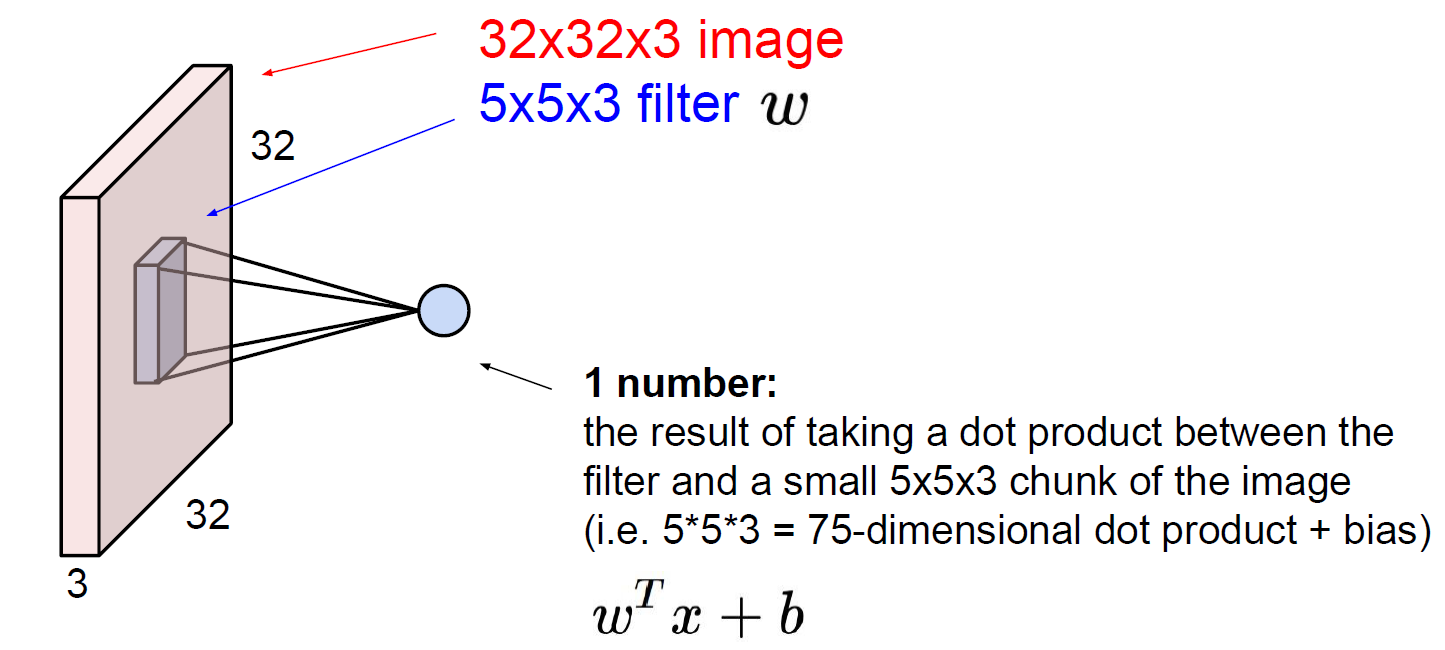 32x32x3 image
5x5x3 filter w
32
32
3
1 number:
the result of taking a dot product between the
filter and a small 5x5x3 chunk of the image
(i.e. 5*5*3 = 75-dimensional dot product + bias)
w^T x + b